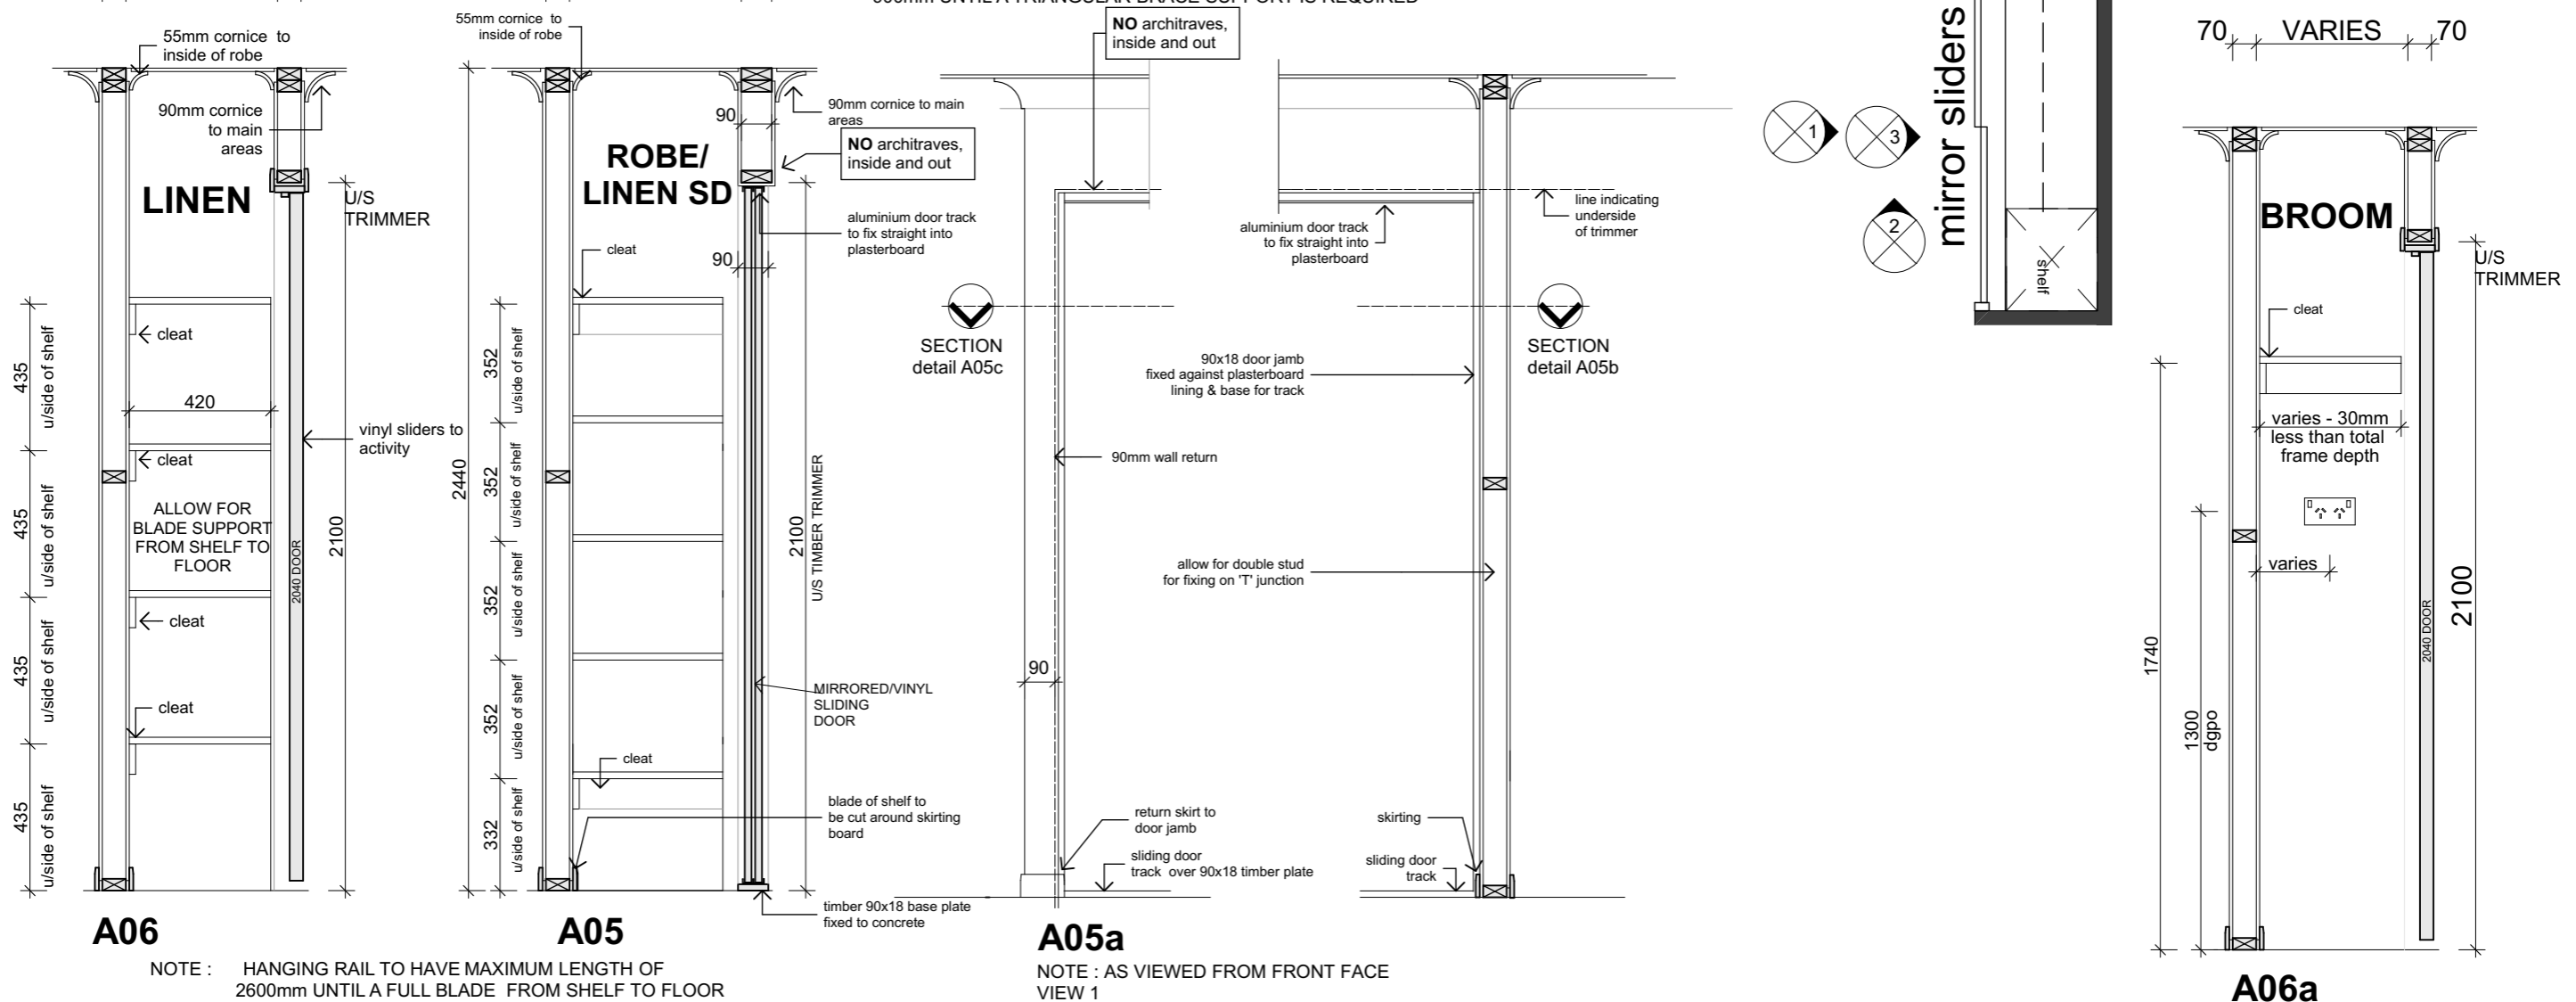 55mm cornice to
inside of robe
90mm cornice
to main
areas
LINEN
U/S
TRIMMER
cleat
435
u/side of shelf
420
vinyl sliders to
activity
cleat
435
u/side of shelf
ALLOW FOR
BLADE SUPPORT
FROM SHELF TO
FLOOR
2040 DOOR
2100
cleat
435
u/side of shelf
cleat
435
u/side of shelf
A06
NOTE : HANGING RAIL TO HAVE MAXIMUM LENGTH OF
2600mm UNTIL A FULL BLADE FROM SHELF TO FLOOR
55mm cornice to
inside of robe
90
90mm cornice to main
areas
NO architraves,
inside and out
ROBE/
LINEN SD
aluminium door track
to fix straight into
plasterboard
cleat
90
2440
352
u/side of shelf
352
u/side of shelf
352
u/side of shelf
352
u/side of shelf
332
u/side of shelf
2100
U/S TIMBER TRIMMER
MIRRORED/VINYL
SLIDING
DOOR
cleat
blade of shelf to
be cut around skirting
board
timber 90x18 base plate
fixed to concrete
A05
NO architraves,
inside and out
aluminium door track
to fix straight into
plasterboard
line indicating
underside
of trimmer
SECTION
detail A05c
SECTION
detail A05b
90x18 door jamb
fixed against plasterboard
lining & base for track
90mm wall return
allow for double stud
for fixing on 'T' junction
90
return skirt to
door jamb
skirting
sliding door
track over 90x18 timber plate
sliding door
track
A05a
NOTE : AS VIEWED FROM FRONT FACE
VIEW 1
1
3
2
mirror sliders
shelf
70
VARIES
70
BROOM
U/S
TRIMMER
cleat
varies - 30mm
less than total
frame depth
varies
2040 DOOR
2100
1740
1300
dgpo
A06a